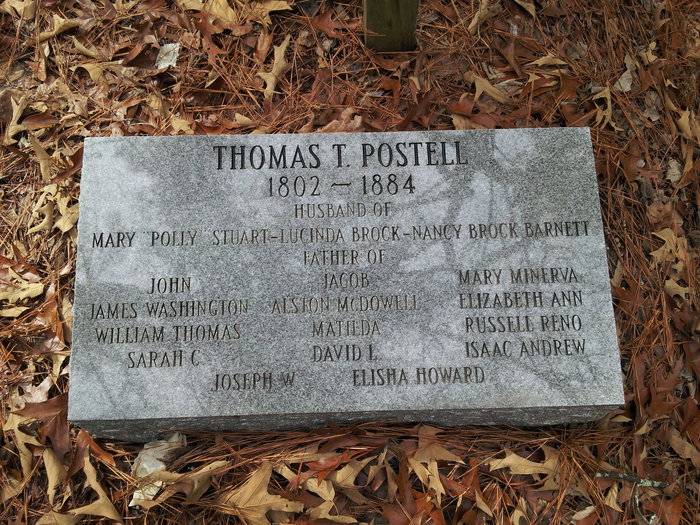 THOMAS T. POSTELL
1802 – 1884
HUSBAND OF
MARY "POLLY" STUART–LUCINDA BROCK–NANCY BROCK BARNETT
FATHER OF
JOHN JACOB MARY MINERVA
JAMES WASHINGTON ALSTON MCDOWELL ELIZABETH ANN
WILLIAM THOMAS MATILDA RUSSELL RENO
SARAH C. DAVID L. ISAAC ANDREW
JOSEPH W. ELISHA HOWARD